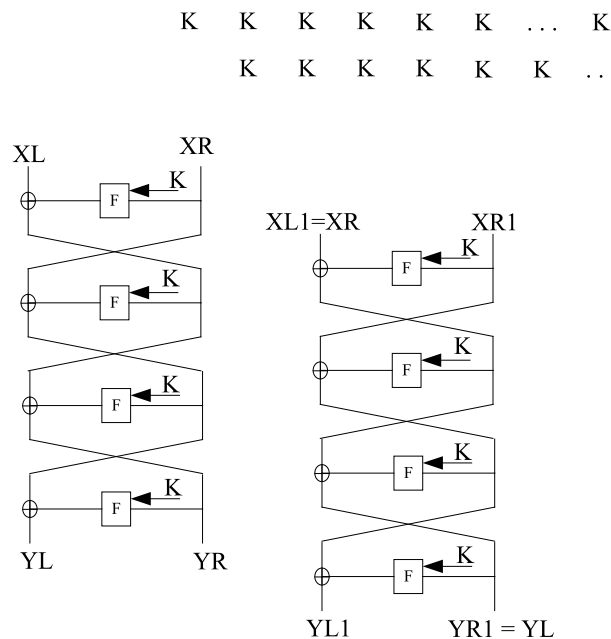 K K K K K K ... K
K K K K K K ..
XL XR
K
F
XL1=XR XR1
K
F
K
F
K
F
K
F
K
F
K
F
K
F
YL YR
YL1 YR1 = YL